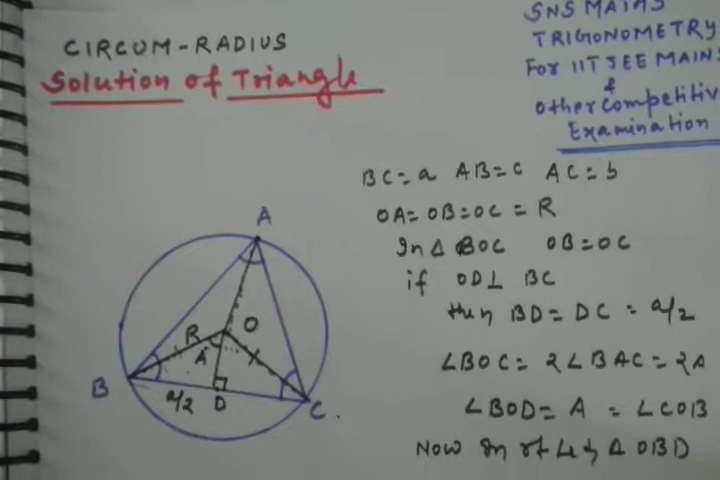 CIRCUM-RADIUS
Solution of Triangle
SNS MATHS
TRIGONOMETRY
For IIT JEE MAINS
&
other competitiv
Examination
BC = a AB = c AC = b
OA = OB = OC = R
In Δ BOC OB = OC
if OD⊥ BC
then BD = DC = a/2
∠BOC = 2∠BAC = 2A
∠BOD = A = ∠COB
Now In rt ∠d Δ OBD
A
R
O
A
B
a/2
D
C.